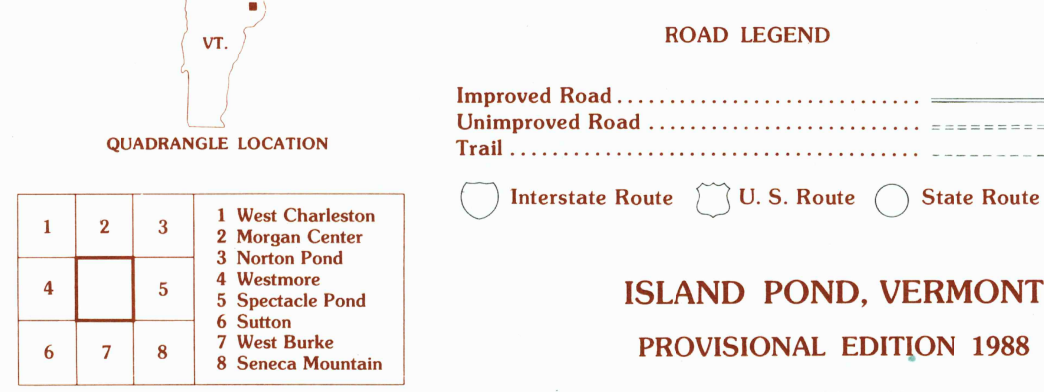 VT.
QUADRANGLE LOCATION
1 2 3
4 5
6 7 8
1 West Charleston
2 Morgan Center
3 Norton Pond
4 Westmore
5 Spectacle Pond
6 Sutton
7 West Burke
8 Seneca Mountain
ROAD LEGEND
Improved Road
Unimproved Road
Trail
Interstate Route U. S. Route State Route
ISLAND POND, VERMONT
PROVISIONAL EDITION 1988